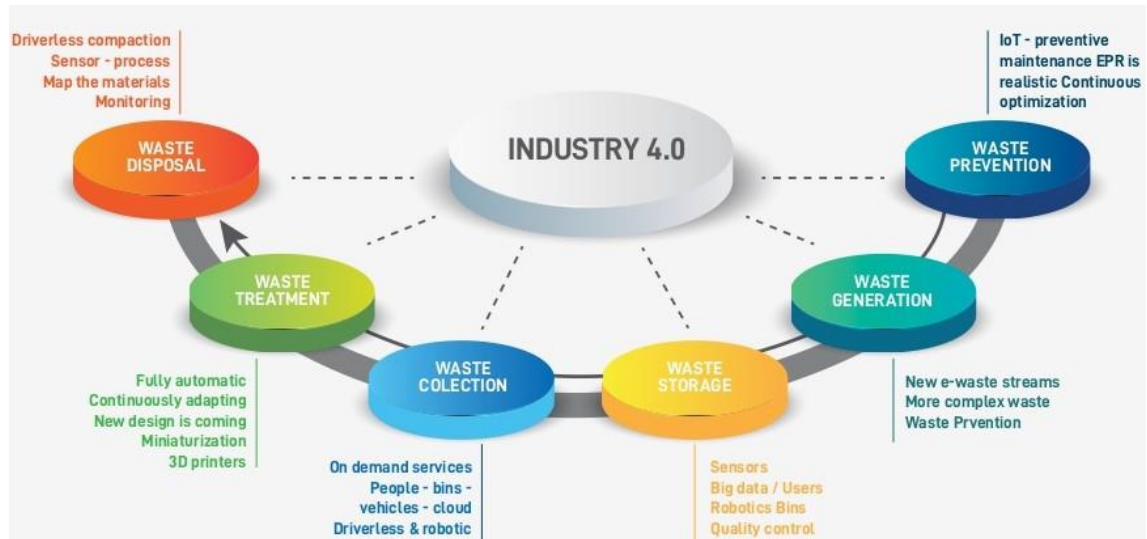 Driverless compaction
Sensor - process
Map the materials
Monitoring
WASTE
DISPOSAL
INDUSTRY 4.0
IoT - preventive
maintenance EPR is
realistic Continuous
optimization
WASTE
PREVENTION
WASTE
TREATMENT
WASTE
GENERATION
WASTE
COLECTION
WASTE
STORAGE
Fully automatic
Continuously adapting
New design is coming
Miniaturization
3D printers
New e-waste streams
More complex waste
Waste Prvention
On demand services
People - bins -
vehicles - cloud
Driverless & robotic
Sensors
Big data / Users
Robotics Bins
Quality control